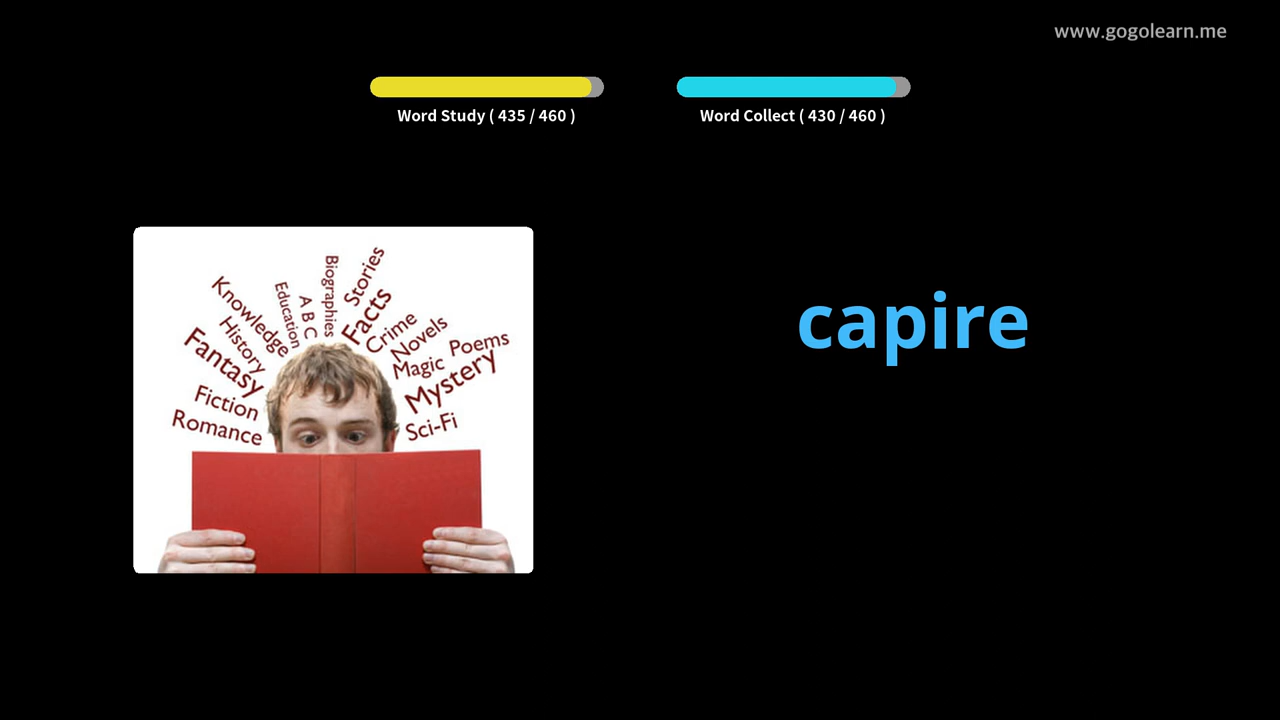 www.gogolearn.me
Word Study ( 435 / 460 )
Word Collect ( 430 / 460 )
Knowledge
Education
A B C
Biographies
Stories
Facts
Crime
Novels
Poems
History
Magic
Fantasy
Mystery
Fiction
Romance
Sci-Fi
capire